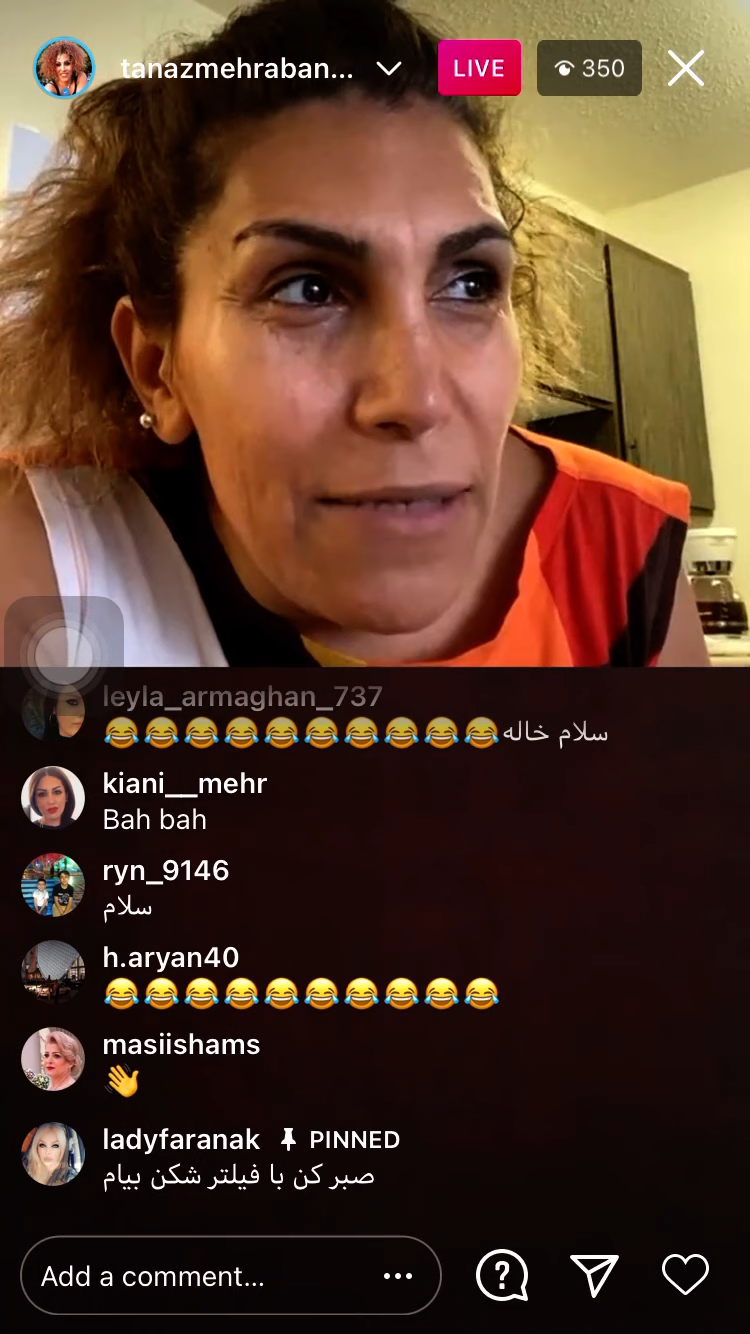 tanazmehraban...
LIVE
350
leyla_armaghan_737
😂😂😂😂😂😂😂😂😂😂سلام خاله
kiani__mehr
Bah bah
ryn_9146
سلام
h.aryan40
😂😂😂😂😂😂😂😂😂😂
masiishams
👋
ladyfaranak PINNED
صبر کن با فیلتر شکن بیام
Add a comment...